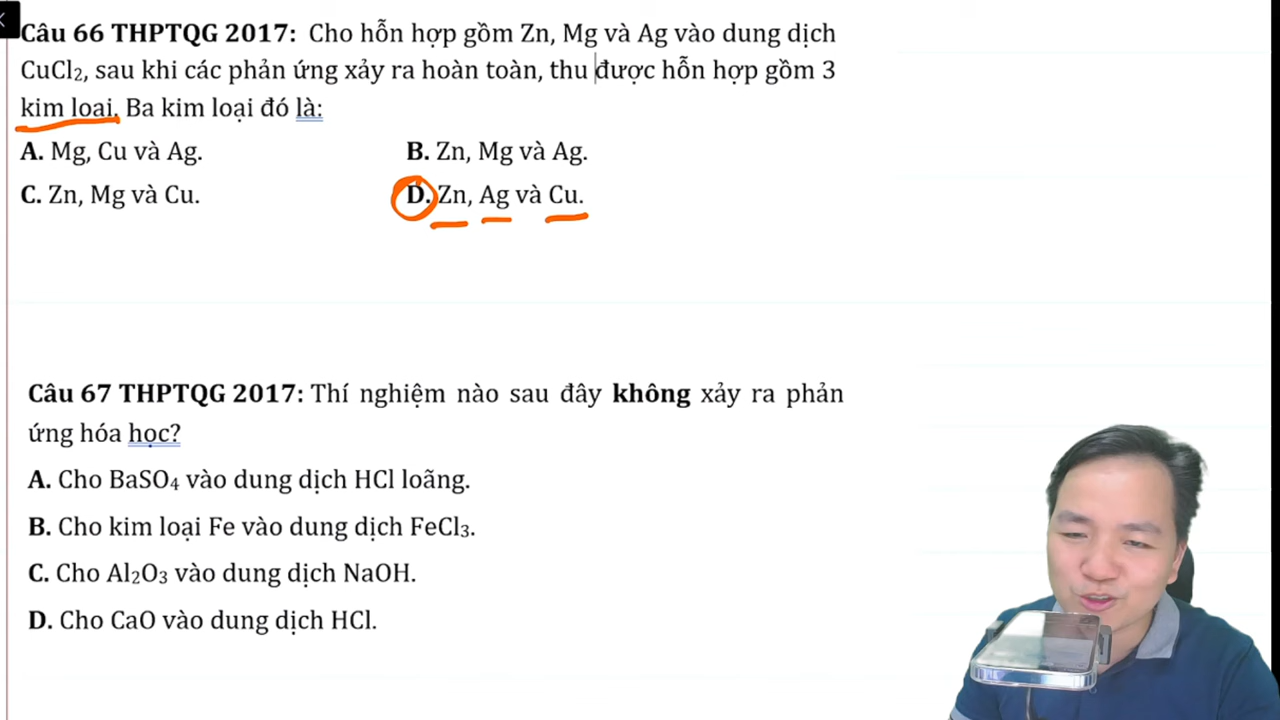 Câu 66 THPTQG 2017: Cho hỗn hợp gồm Zn, Mg và Ag vào dung dịch
CuCl₂, sau khi các phản ứng xảy ra hoàn toàn, thu được hỗn hợp gồm 3
kim loại. Ba kim loại đó là:
A. Mg, Cu và Ag. B. Zn, Mg và Ag.
C. Zn, Mg và Cu. D. Zn, Ag và Cu.
Câu 67 THPTQG 2017: Thí nghiệm nào sau đây không xảy ra phản
ứng hóa học?
A. Cho BaSO₄ vào dung dịch HCl loãng.
B. Cho kim loại Fe vào dung dịch FeCl₃.
C. Cho Al₂O₃ vào dung dịch NaOH.
D. Cho CaO vào dung dịch HCl.